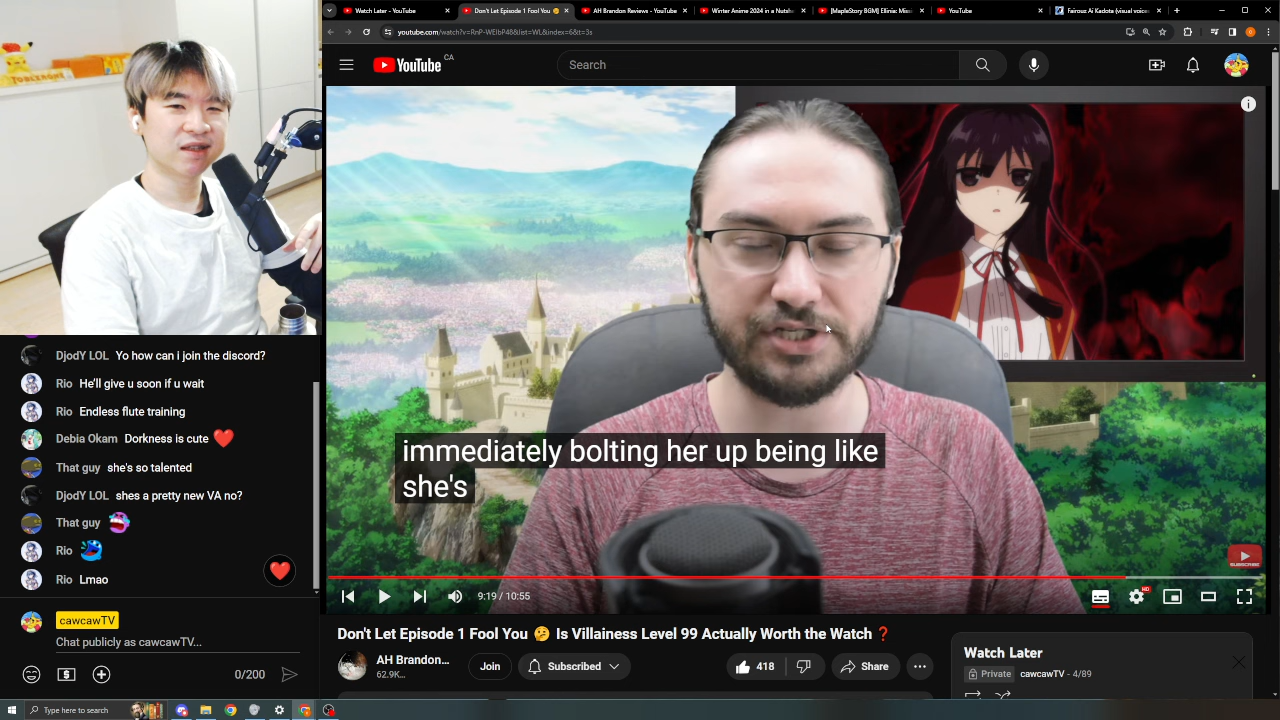 Watch Later - YouTube
Don't Let Episode 1 Fool You
AH Brandon Reviews - YouTube
Winter Anime 2024 in a Nutsh
[MapleStory BGM] Ellinia: Miss
YouTube
Fairouz Ai Kadota (visual voices
youtube.com/watch?v=RnP-WElbP48&list=WL&index=6&t=3s
YouTube CA
Search
immediately bolting her up being like
she's
SUBSCRIBE
9:19 / 10:55
HD
Don't Let Episode 1 Fool You 🤔 Is Villainess Level 99 Actually Worth the Watch ❓
AH Brandon...
62.9K...
Join
Subscribed
418
Share
Watch Later
Private cawcawTV - 4/89
DjodY LOL Yo how can i join the discord?
Rio He'll give u soon if u wait
Rio Endless flute training
Debia Okam Dorkness is cute ❤️
That guy she's so talented
DjodY LOL shes a pretty new VA no?
That guy
Rio
Rio Lmao
cawcawTV
Chat publicly as cawcawTV...
0/200
Type here to search